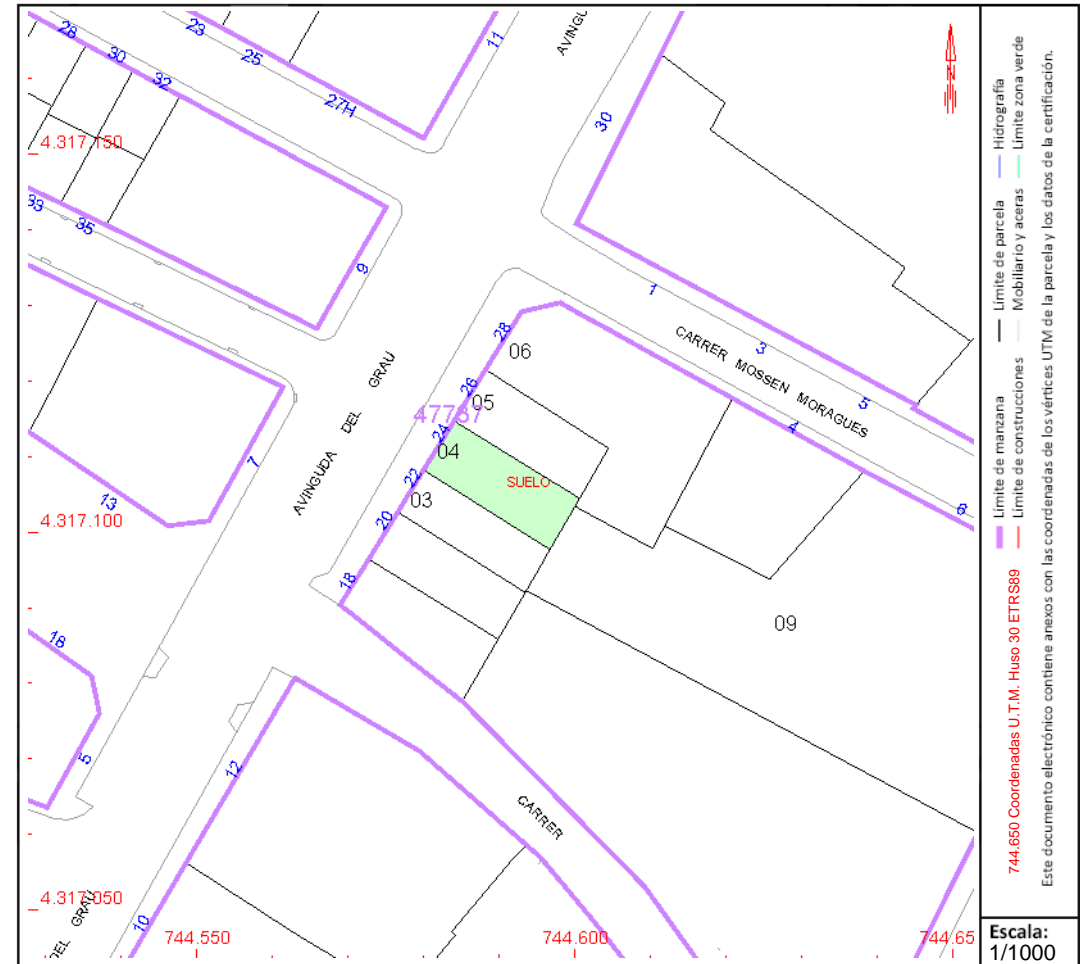 28
30
32
23
25
27H
11
AVINGU
30
4.317.150
33
35
9
1
3
5
CARRER MOSSEN MORAGUES
4
6
28
06
26
05
47787
24
04
SUELO
22
03
20
18
AVINGUDA DEL GRAU
7
13
4.317.100
09
18
5
12
CARRER
4.317.050
10
DEL GRAU
744.550
744.600
744.65
Hidrografía
Límite zona verde
Límite de parcela
Mobiliario y aceras
Límite de manzana
Límite de construcciones
744.650 Coordenadas U.T.M. Huso 30 ETRS89
Este documento electrónico contiene anexos con las coordenadas de los vértices UTM de la parcela y los datos de la certificación.
Escala:
1/1000